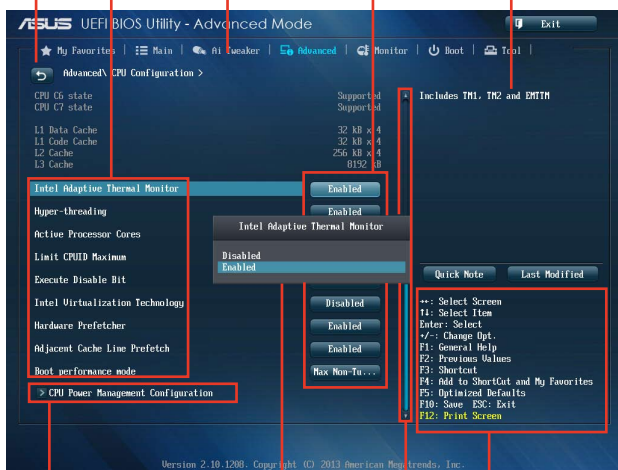 ASUS UEFI BIOS Utility - Advanced Mode
Exit
My Favorites | Main | Ai Tweaker | Advanced | Monitor | Boot | Tool
Advanced\ CPU Configuration >
CPU C6 state Supported
CPU C7 state Supported
L1 Data Cache 32 kB x 4
L1 Code Cache 32 kB x 4
L2 Cache 256 kB x 4
L3 Cache 8192 kB
Intel Adaptive Thermal Monitor Enabled
Hyper-threading Enabled
Active Processor Cores
Limit CPUID Maximum
Execute Disable Bit
Intel Virtualization Technology Disabled
Hardware Prefetcher Enabled
Adjacent Cache Line Prefetch Enabled
Boot performance mode Max Non-Tu...
> CPU Power Management Configuration
Intel Adaptive Thermal Monitor
Disabled
Enabled
Includes TM1, TM2 and EMTTM
Quick Note Last Modified
→←: Select Screen
↑↓: Select Item
Enter: Select
+/-: Change Opt.
F1: General Help
F2: Previous Values
F3: Shortcut
F4: Add to ShortCut and My Favorites
F5: Optimized Defaults
F10: Save ESC: Exit
F12: Print Screen
Version 2.10.1208. Copyright (C) 2013 American Megatrends, Inc.